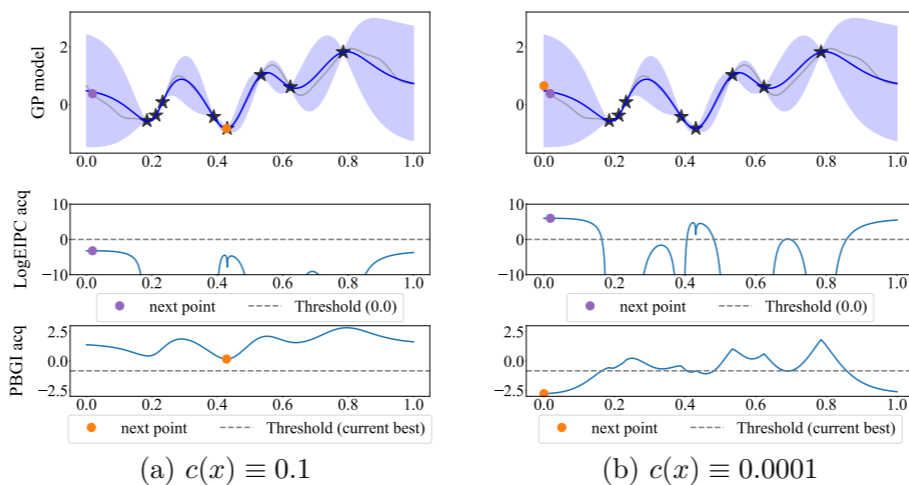 GP model
2
0
0.0 0.2 0.4 0.6 0.8 1.0
LogEIPC acq
10
0
−10
0.0 0.2 0.4 0.6 0.8 1.0
next point Threshold (0.0)
PBGI acq
2.5
0.0
−2.5
0.0 0.2 0.4 0.6 0.8 1.0
next point Threshold (current best)
(a) c(x) ≡ 0.1
GP model
2
0
0.0 0.2 0.4 0.6 0.8 1.0
LogEIPC acq
10
0
−10
0.0 0.2 0.4 0.6 0.8 1.0
next point Threshold (0.0)
PBGI acq
2.5
0.0
−2.5
0.0 0.2 0.4 0.6 0.8 1.0
next point Threshold (current best)
(b) c(x) ≡ 0.0001